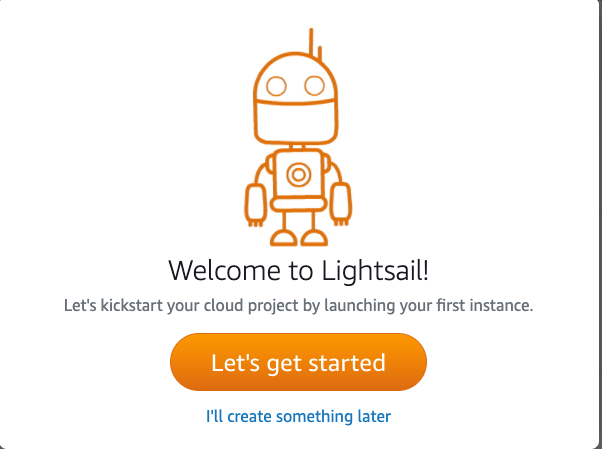 Welcome to Lightsail!
Let's kickstart your cloud project by launching your first instance.
Let's get started
I'll create something later